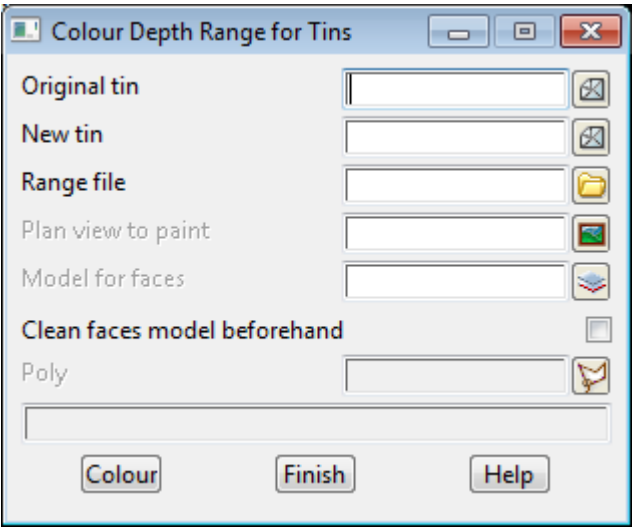 Colour Depth Range for Tins
Original tin
New tin
Range file
Plan view to paint
Model for faces
Clean faces model beforehand
Poly
Colour Finish Help